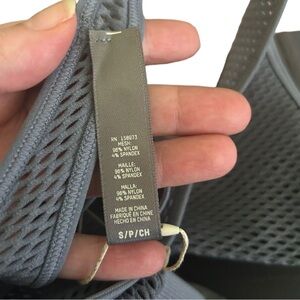 RN 158073
MESH:
96% NYLON
4% SPANDEX
MAILLE:
96% NYLON
4% SPANDEX
MALLA:
96% NYLON
4% SPANDEX
MADE IN CHINA
FABRIQUÉ EN CHINE
HECHO EN CHINA
S/P/CH